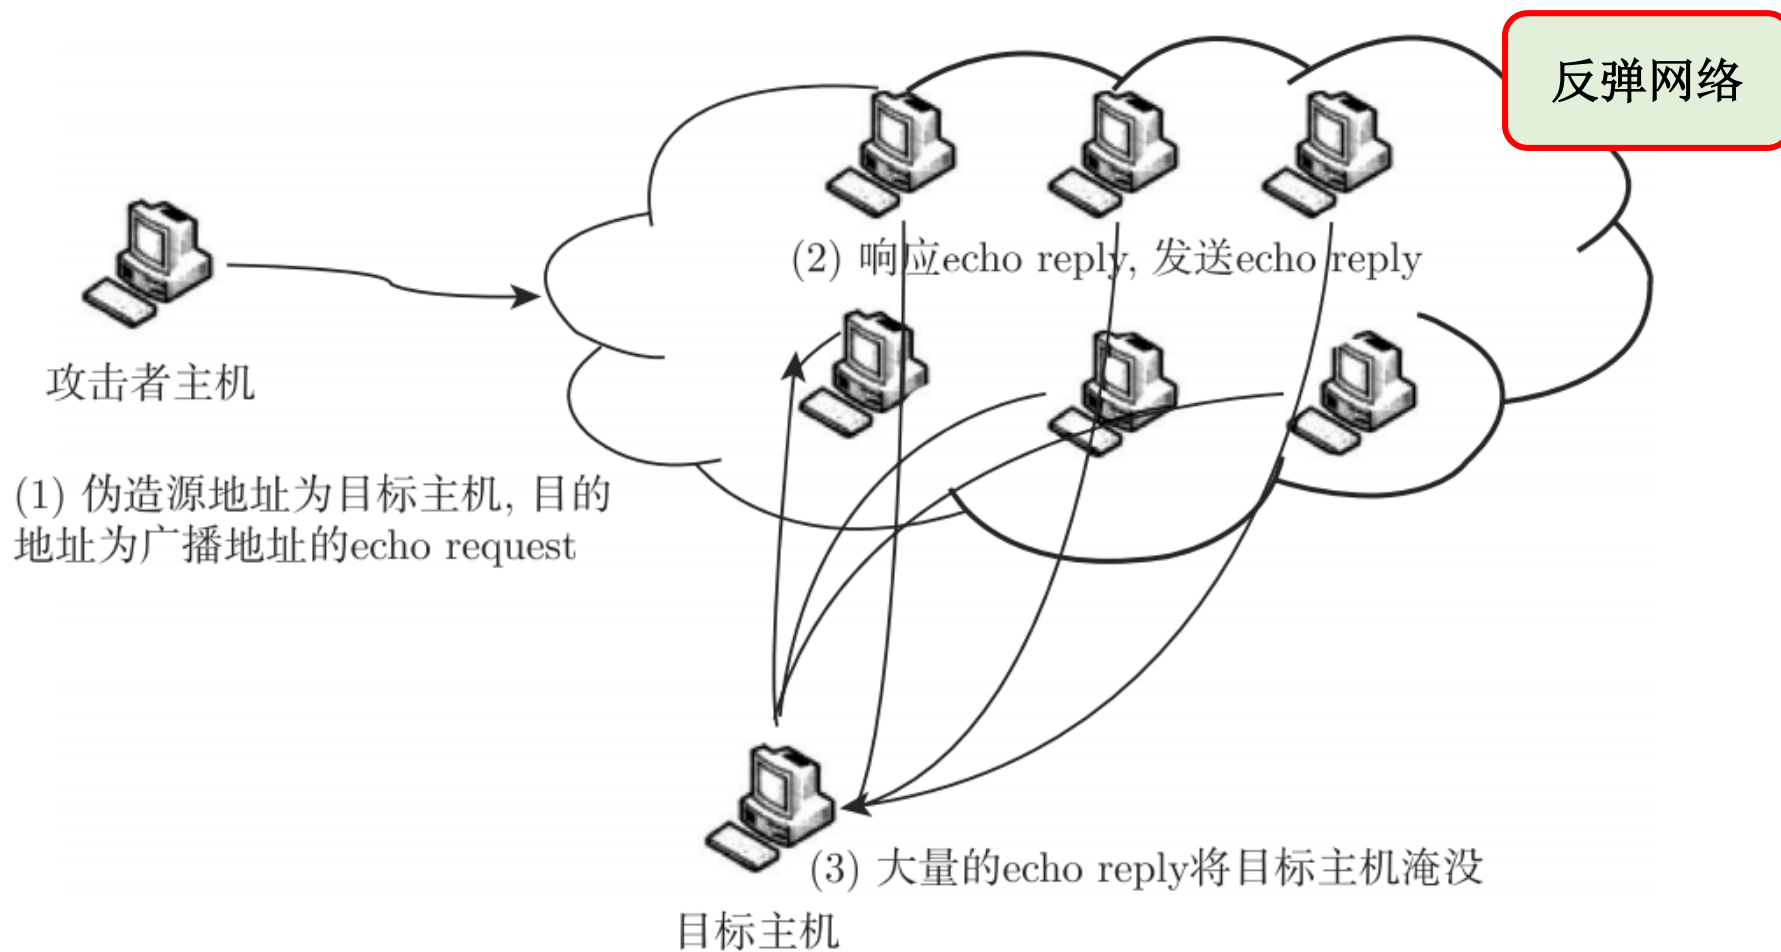 反弹网络
(2) 响应echo reply, 发送echo reply
攻击者主机
(1) 伪造源地址为目标主机, 目的
地址为广播地址的echo request
(3) 大量的echo reply将目标主机淹没
目标主机